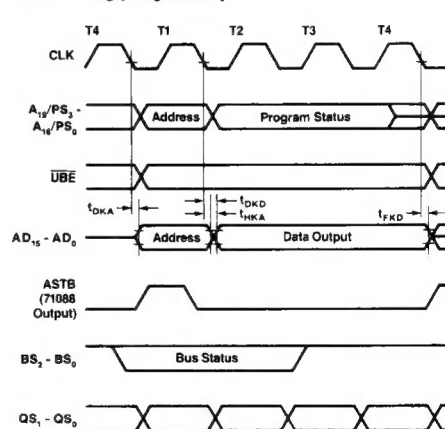 T4 T1 T2 T3 T4
CLK
A19/PS3 -
A16/PS0
Address
Program Status
UBE
tDKA
tDKD
tHKA
tFKD
AD15 - AD0
Address
Data Output
ASTB
(71088
Output)
BS2 - BS0
Bus Status
QS1 - QS0